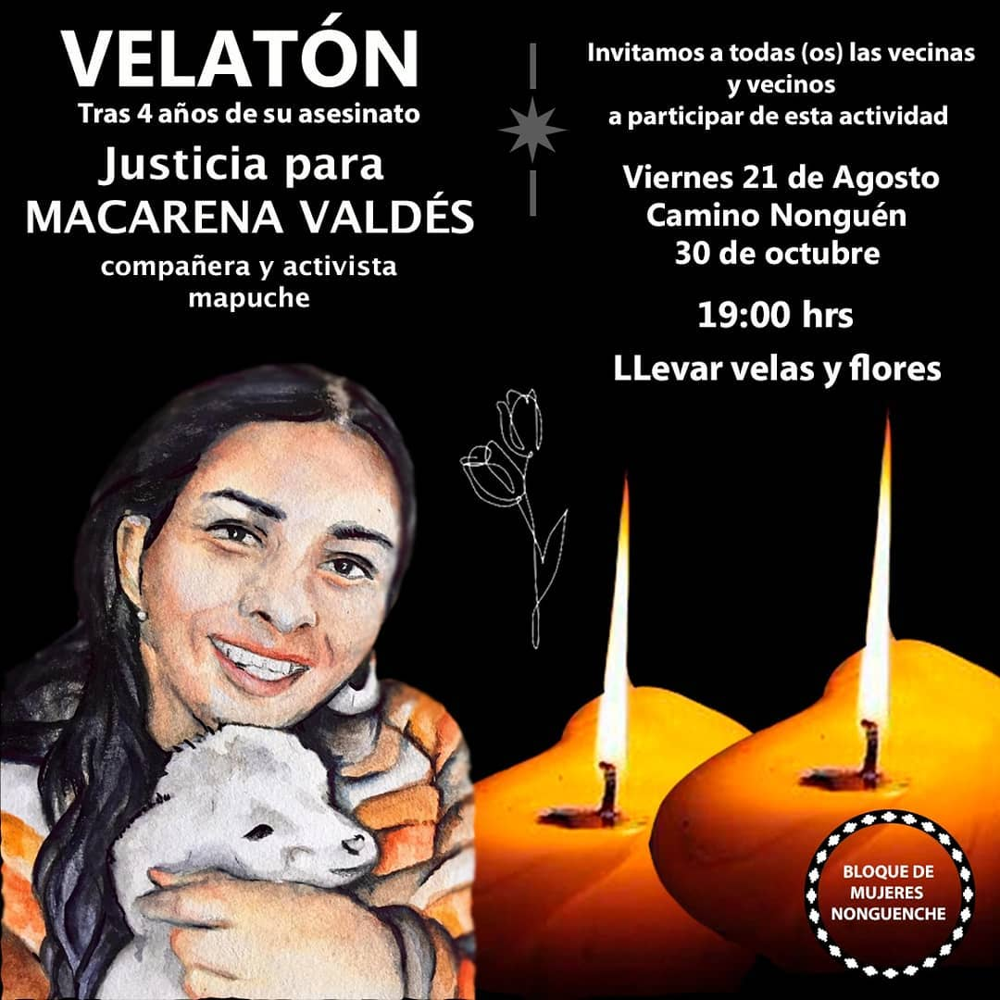 VELATÓN
Tras 4 años de su asesinato
Justicia para
MACARENA VALDÉS
compañera y activista
mapuche
Invitamos a todas (os) las vecinas
y vecinos
a participar de esta actividad
Viernes 21 de Agosto
Camino Nonguén
30 de octubre
19:00 hrs
LLevar velas y flores
BLOQUE DE
MUJERES
NONGUENCHE